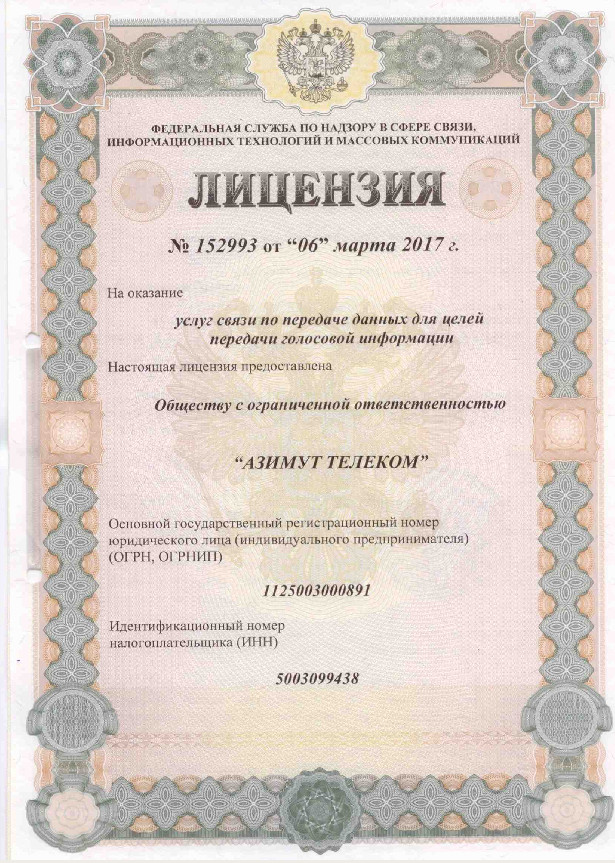 ФЕДЕРАЛЬНАЯ СЛУЖБА ПО НАДЗОРУ В СФЕРЕ СВЯЗИ,
ИНФОРМАЦИОННЫХ ТЕХНОЛОГИЙ И МАССОВЫХ КОММУНИКАЦИЙ
ЛИЦЕНЗИЯ
№ 152993 от “06” марта 2017 г.
На оказание
услуг связи по передаче данных для целей
передачи голосовой информации
Настоящая лицензия предоставлена
Обществу с ограниченной ответственностью
“АЗИМУТ ТЕЛЕКОМ”
Основной государственный регистрационный номер
юридического лица (индивидуального предпринимателя)
(ОГРН, ОГРНИП)
1125003000891
Идентификационный номер
налогоплательщика (ИНН)
5003099438